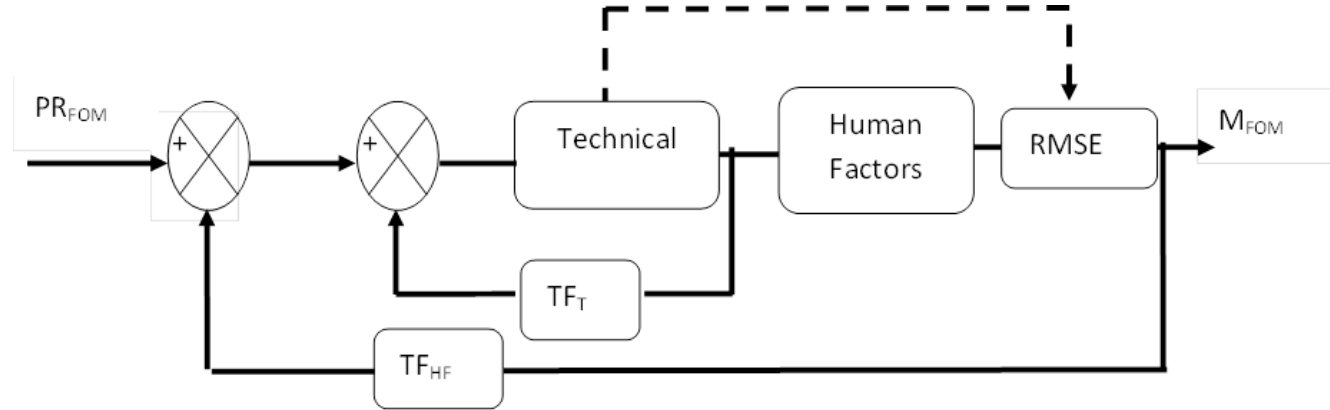 PR_FOM
+
+
Technical
Human
Factors
RMSE
M_FOM
TF_T
TF_HF